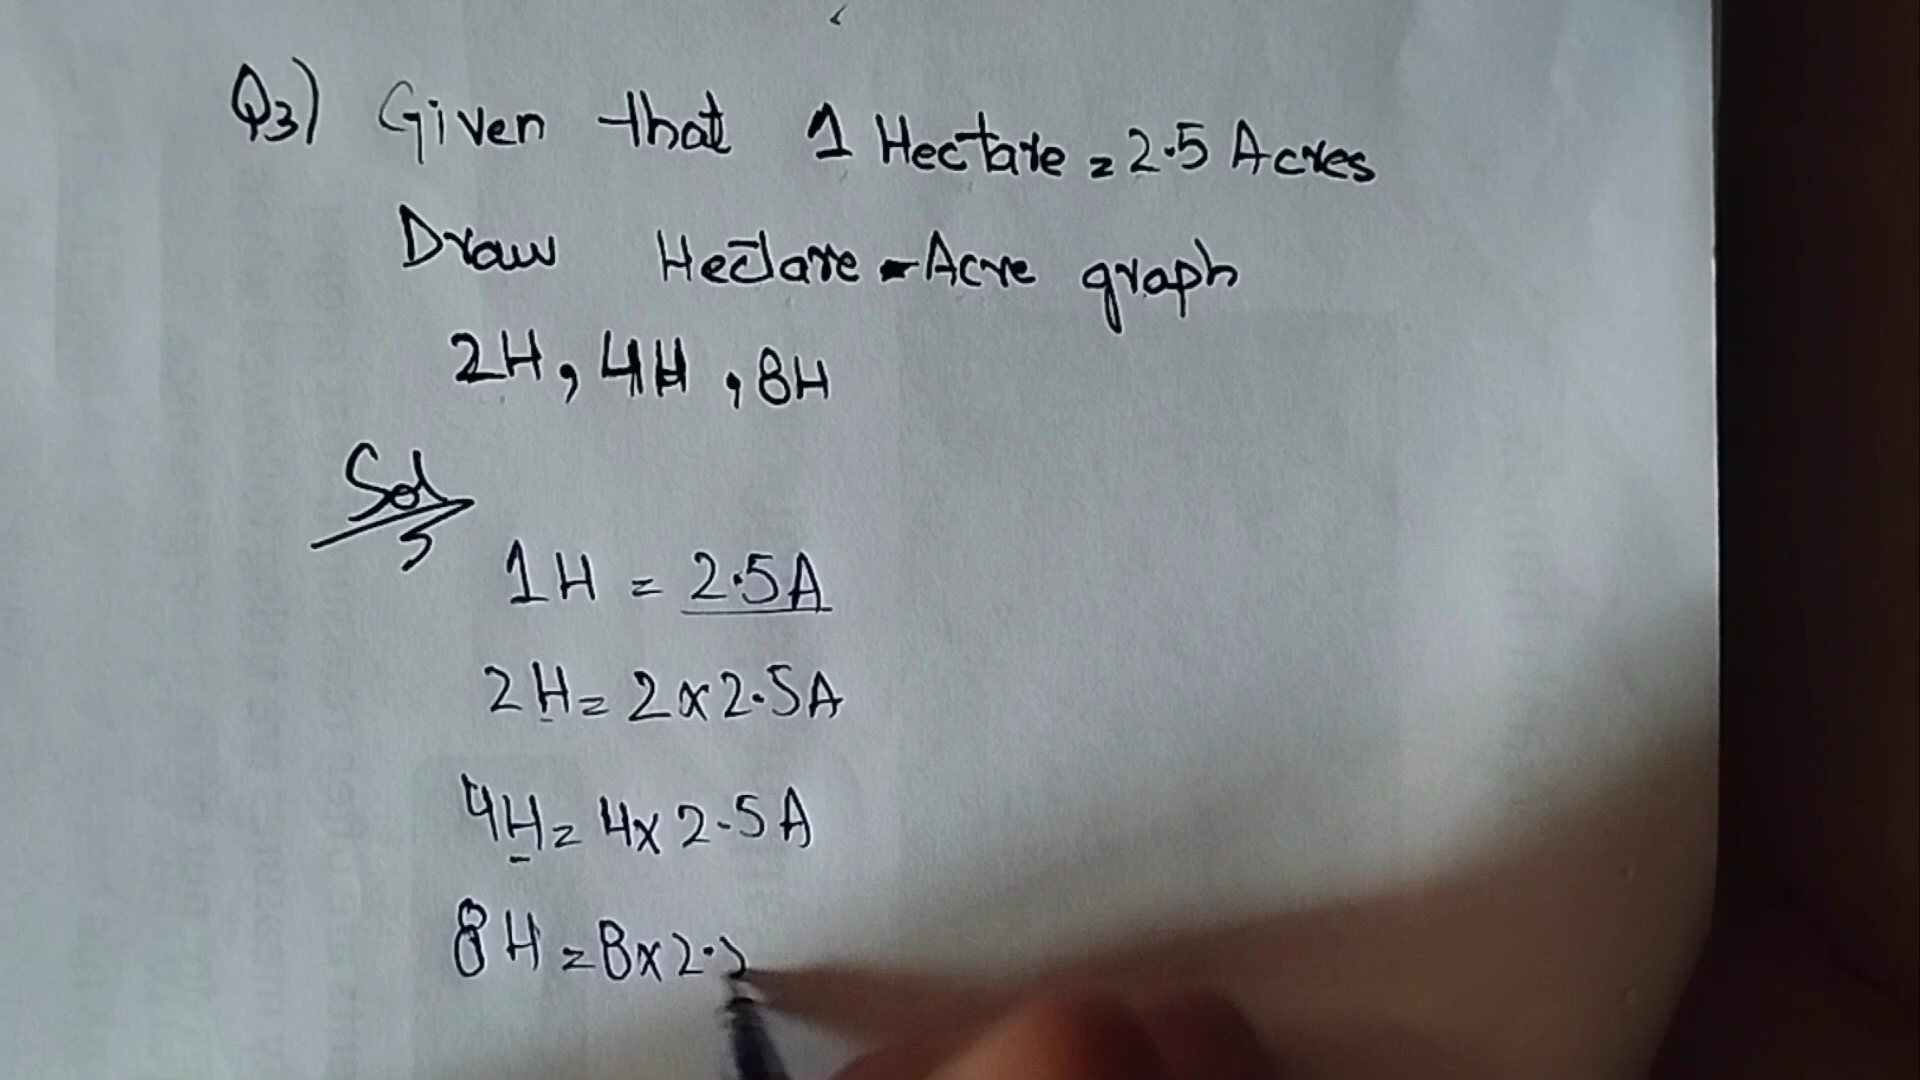 Q3) Given that 1 Hectare = 2.5 Acres
Draw Hectare - Acre graph
2H, 4H, 8H
Sol
1H = 2.5A
2H = 2x2.5A
4H = 4x2.5A
8H = 8x2.5